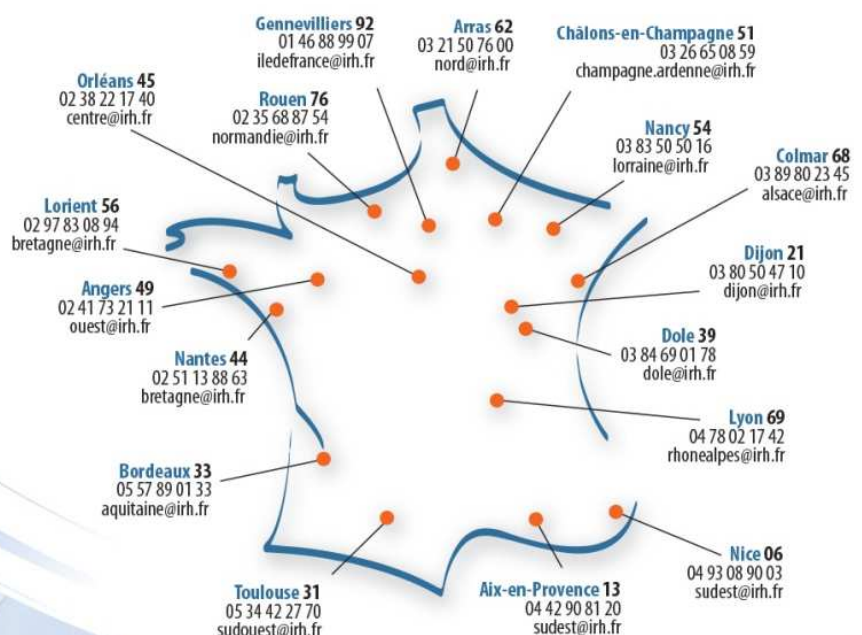 Gennevilliers 92
01 46 88 99 07
iledefrance@irh.fr
Arras 62
03 21 50 76 00
nord@irh.fr
Châlons-en-Champagne 51
03 26 65 08 59
champagne.ardenne@irh.fr
Orléans 45
02 38 22 17 40
centre@irh.fr
Rouen 76
02 35 68 87 54
normandie@irh.fr
Nancy 54
03 83 50 50 16
lorraine@irh.fr
Colmar 68
03 89 80 23 45
alsace@irh.fr
Lorient 56
02 97 83 08 94
bretagne@irh.fr
Dijon 21
03 80 50 47 10
dijon@irh.fr
Angers 49
02 41 73 21 11
ouest@irh.fr
Dole 39
03 84 69 01 78
dole@irh.fr
Nantes 44
02 51 13 88 63
bretagne@irh.fr
Lyon 69
04 78 02 17 42
rhonealpes@irh.fr
Bordeaux 33
05 57 89 01 33
aquitaine@irh.fr
Nice 06
04 93 08 90 03
sudest@irh.fr
Toulouse 31
05 34 42 27 70
sudouest@irh.fr
Aix-en-Provence 13
04 42 90 81 20
sudest@irh.fr